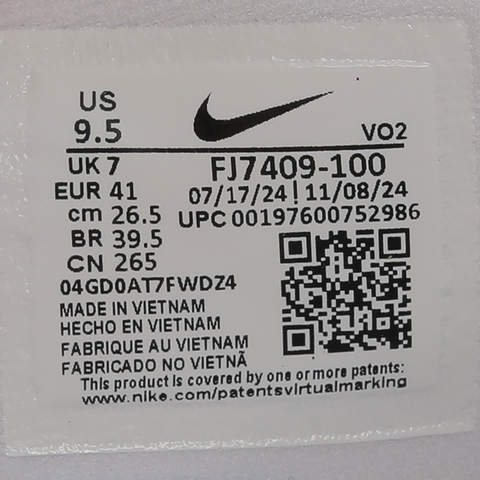 US
9.5
VO2
UK 7
FJ7409-100
EUR 41
07/17/24 | 11/08/24
cm 26.5
UPC 00197600752986
BR 39.5
CN 265
04GD0AT7FWDZ4
MADE IN VIETNAM
HECHO EN VIETNAM
FABRIQUE AU VIETNAM
FABRICADO NO VIETNÃ
This product is covered by one or more patents:
www.nike.com/patentsvirtualmarking